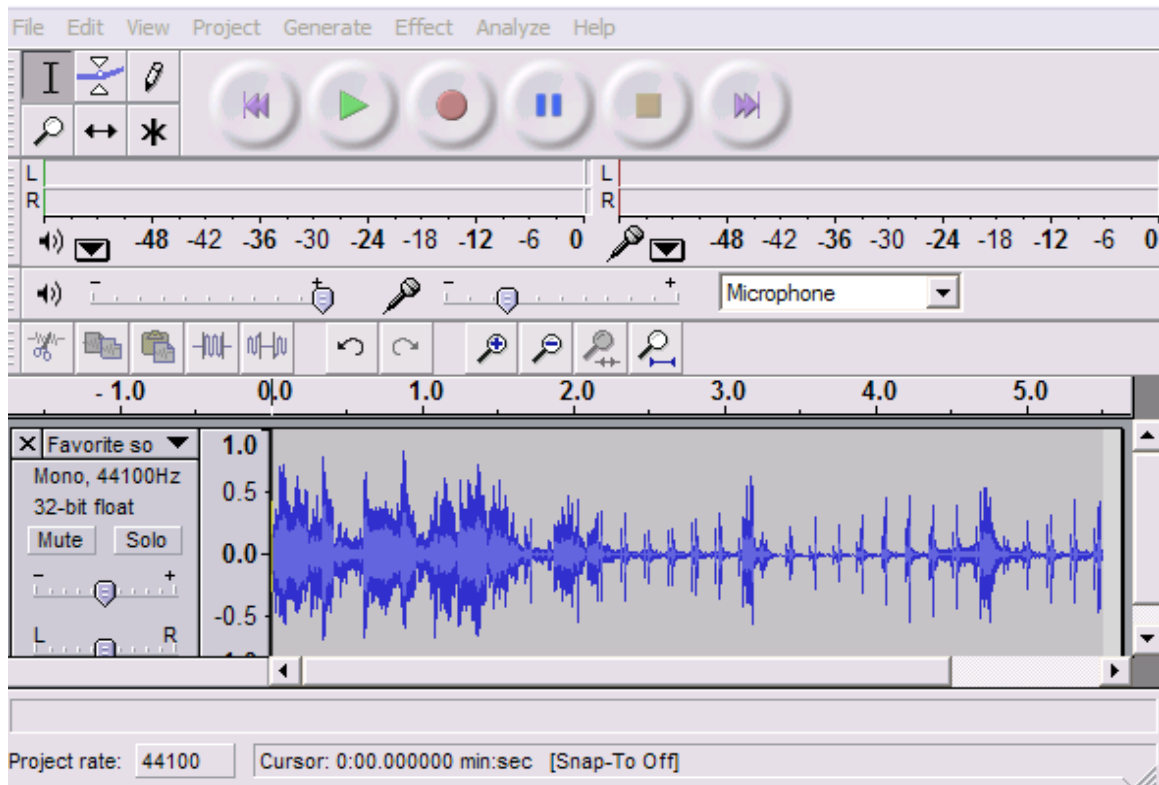 File Edit View Project Generate Effect Analyze Help
L L
R R
-48 -42 -36 -30 -24 -18 -12 -6 0 -48 -42 -36 -30 -24 -18 -12 -6 0
- + - + Microphone
- 1.0 0.0 1.0 2.0 3.0 4.0 5.0
X Favorite so 1.0
Mono, 44100Hz
32-bit float 0.5
Mute Solo
0.0
- +
-0.5
L R
Project rate: 44100 Cursor: 0:00.000000 min:sec [Snap-To Off]